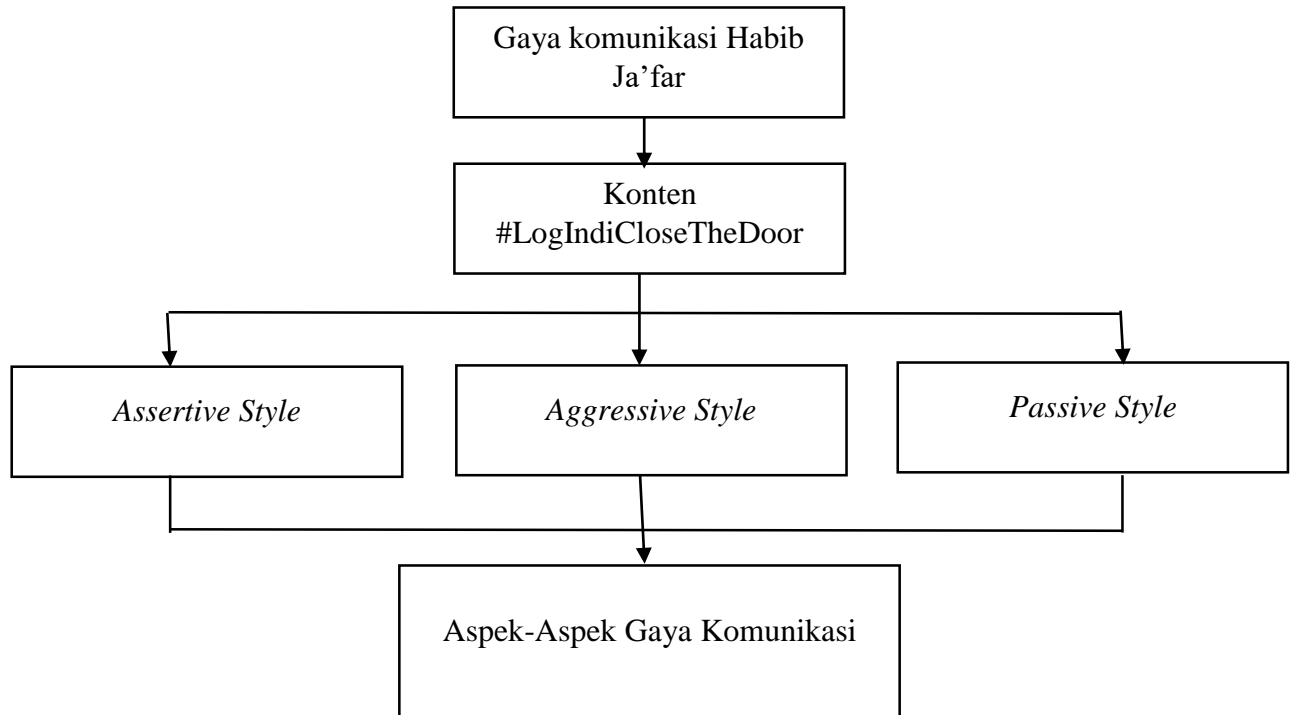 Gaya komunikasi Habib
Ja’far
Konten
#LogIndiCloseTheDoor
Assertive Style
Aggressive Style
Passive Style
Aspek-Aspek Gaya Komunikasi